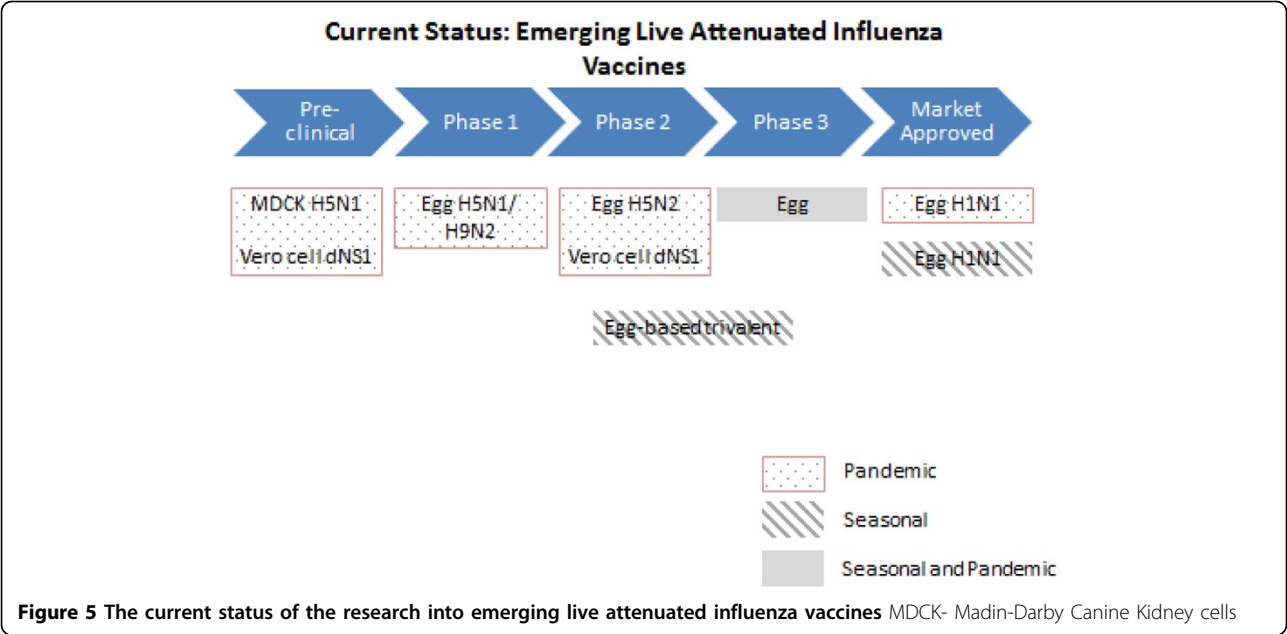 Current Status: Emerging Live Attenuated Influenza
Vaccines
Pre-
clinical
Phase 1
Phase 2
Phase 3
Market
Approved
MDCK H5N1
Vero cell dNS1
Egg H5N1/
H9N2
Egg H5N2
Vero cell dNS1
Egg
Egg H1N1
Egg H1N1
Egg-based trivalent
Pandemic
Seasonal
Seasonal and Pandemic
Figure 5 The current status of the research into emerging live attenuated influenza vaccines MDCK- Madin-Darby Canine Kidney cells